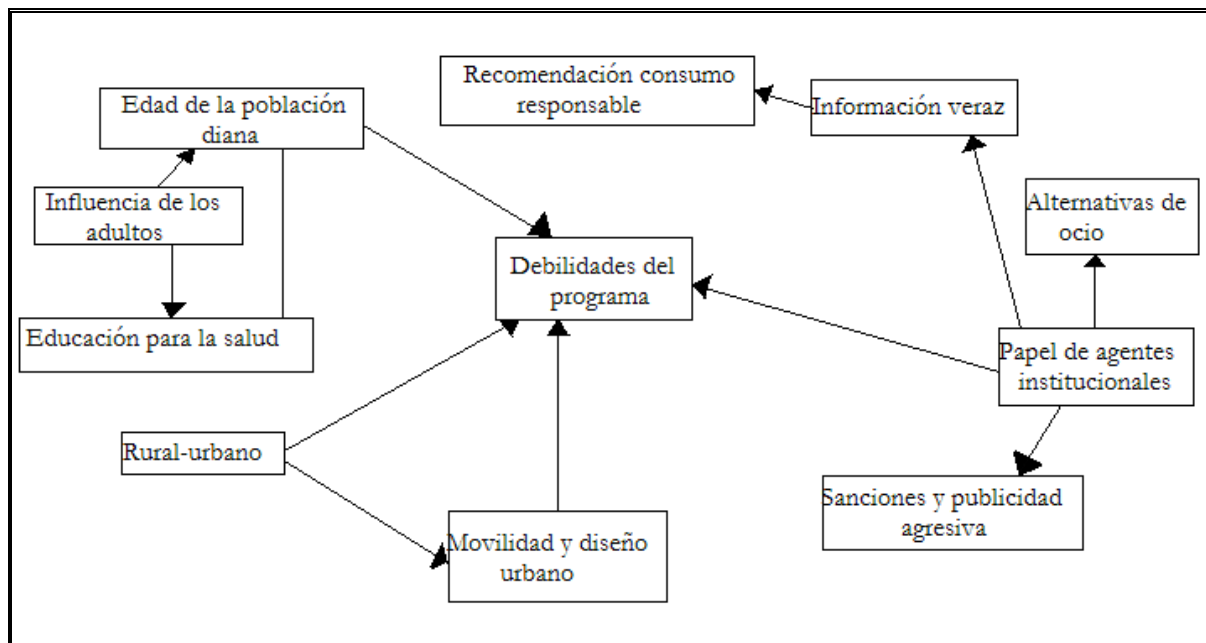 Recomendación consumo
responsable
Edad de la población
diana
Información veraz
Influencia de los
adultos
Alternativas de
ocio
Debilidades del
programa
Educación para la salud
Papel de agentes
institucionales
Rural-urbano
Sanciones y publicidad
agresiva
Movilidad y diseño
urbano